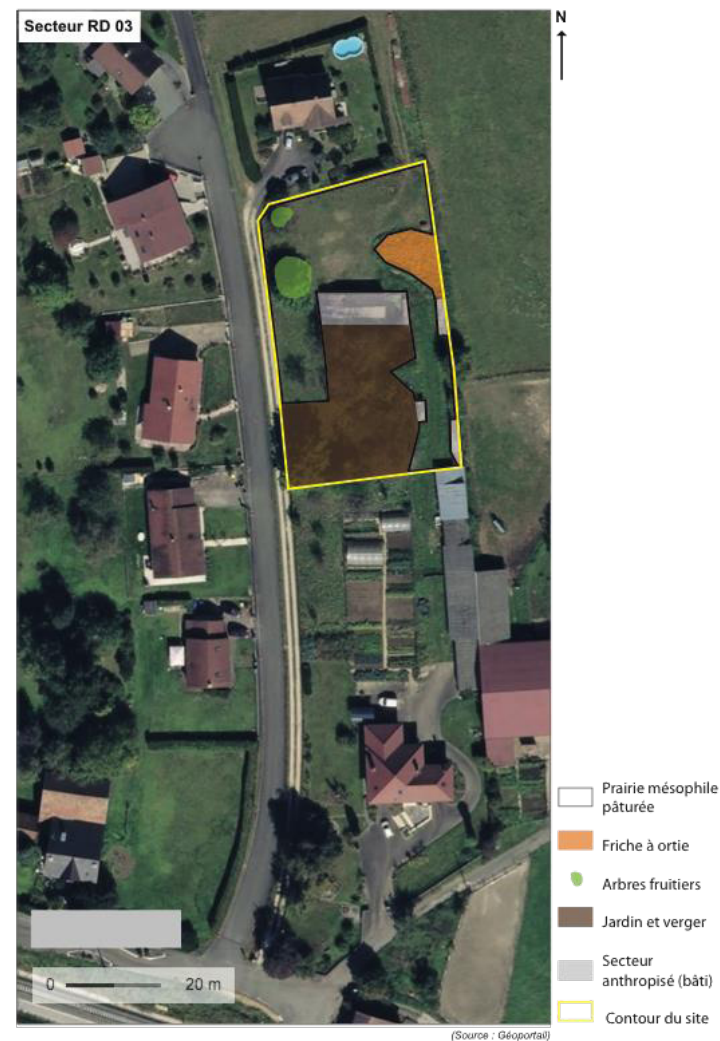 Secteur RD 03
N
Prairie mésophile
pâturée
Friche à ortie
Arbres fruitiers
Jardin et verger
Secteur
anthropisé (bâti)
Contour du site
0 20 m
(Source : Géoportail)